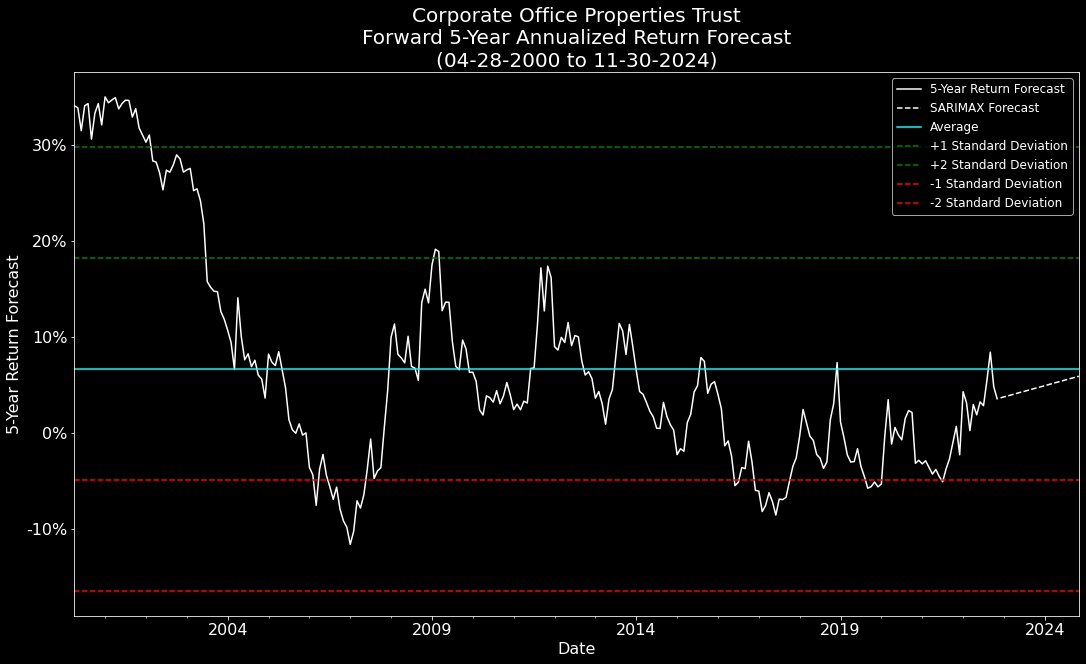 Corporate Office Properties Trust
Forward 5-Year Annualized Return Forecast
(04-28-2000 to 11-30-2024)
5-Year Return Forecast
SARIMAX Forecast
Average
+1 Standard Deviation
+2 Standard Deviation
-1 Standard Deviation
-2 Standard Deviation
30%
20%
10%
0%
-10%
5-Year Return Forecast
2004
2009
2014
2019
2024
Date